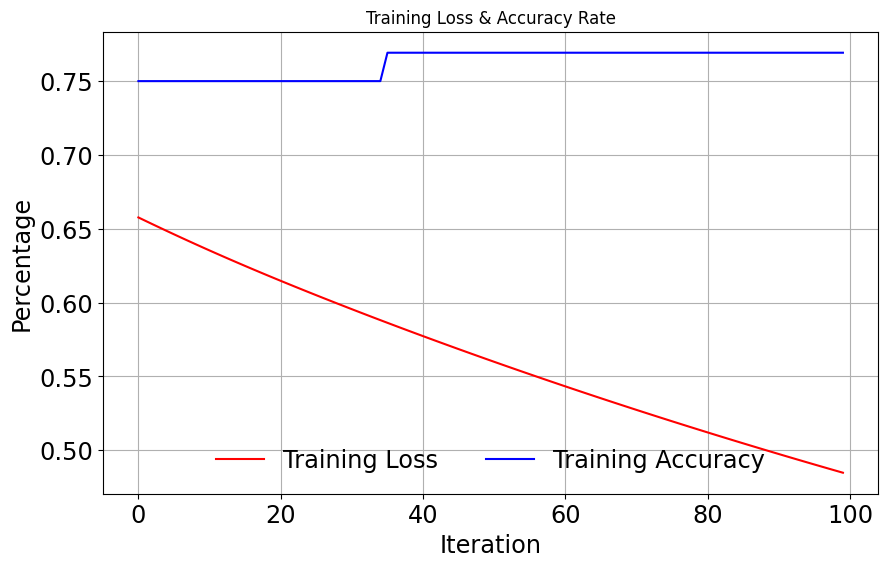 Training Loss & Accuracy Rate
Percentage
0.75
0.70
0.65
0.60
0.55
0.50
Training Loss Training Accuracy
0 20 40 60 80 100
Iteration